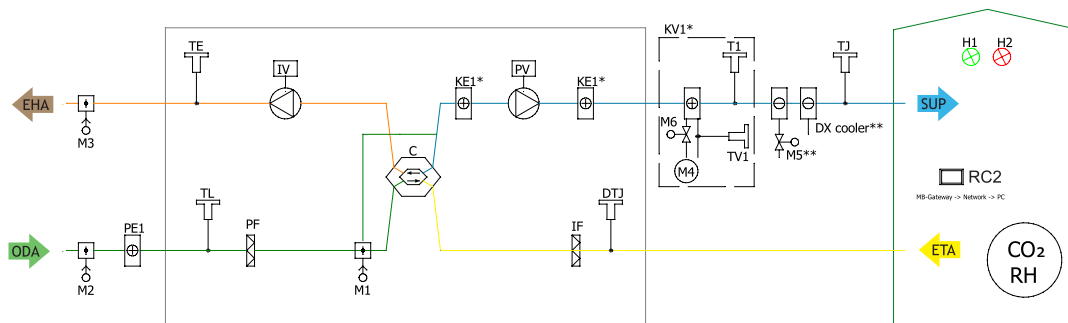 KV1*
TE
T1
TJ
H1
H2
IV
KE1*
PV
KE1*
EHA
SUP
M3
M6
DX cooler**
TV1
M5**
M4
C
RC2
MB-Gateway -> Network -> PC
TL
DTJ
PE1
PF
IF
ODA
ETA
CO₂
RH
M2
M1